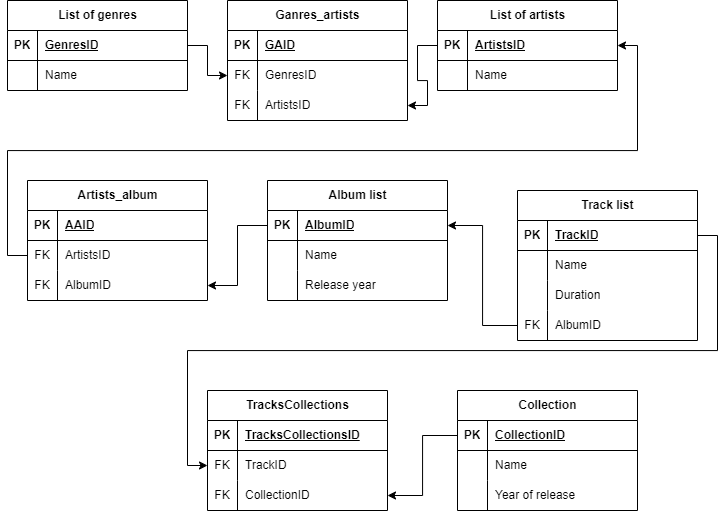 List of genres
PK GenresID
Name
Ganres_artists
PK GAID
FK GenresID
FK ArtistsID
List of artists
PK ArtistsID
Name
Artists_album
PK AAID
FK ArtistsID
FK AlbumID
Album list
PK AlbumID
Name
Release year
Track list
PK TrackID
Name
Duration
FK AlbumID
TracksCollections
PK TracksCollectionsID
FK TrackID
FK CollectionID
Collection
PK CollectionID
Name
Year of release